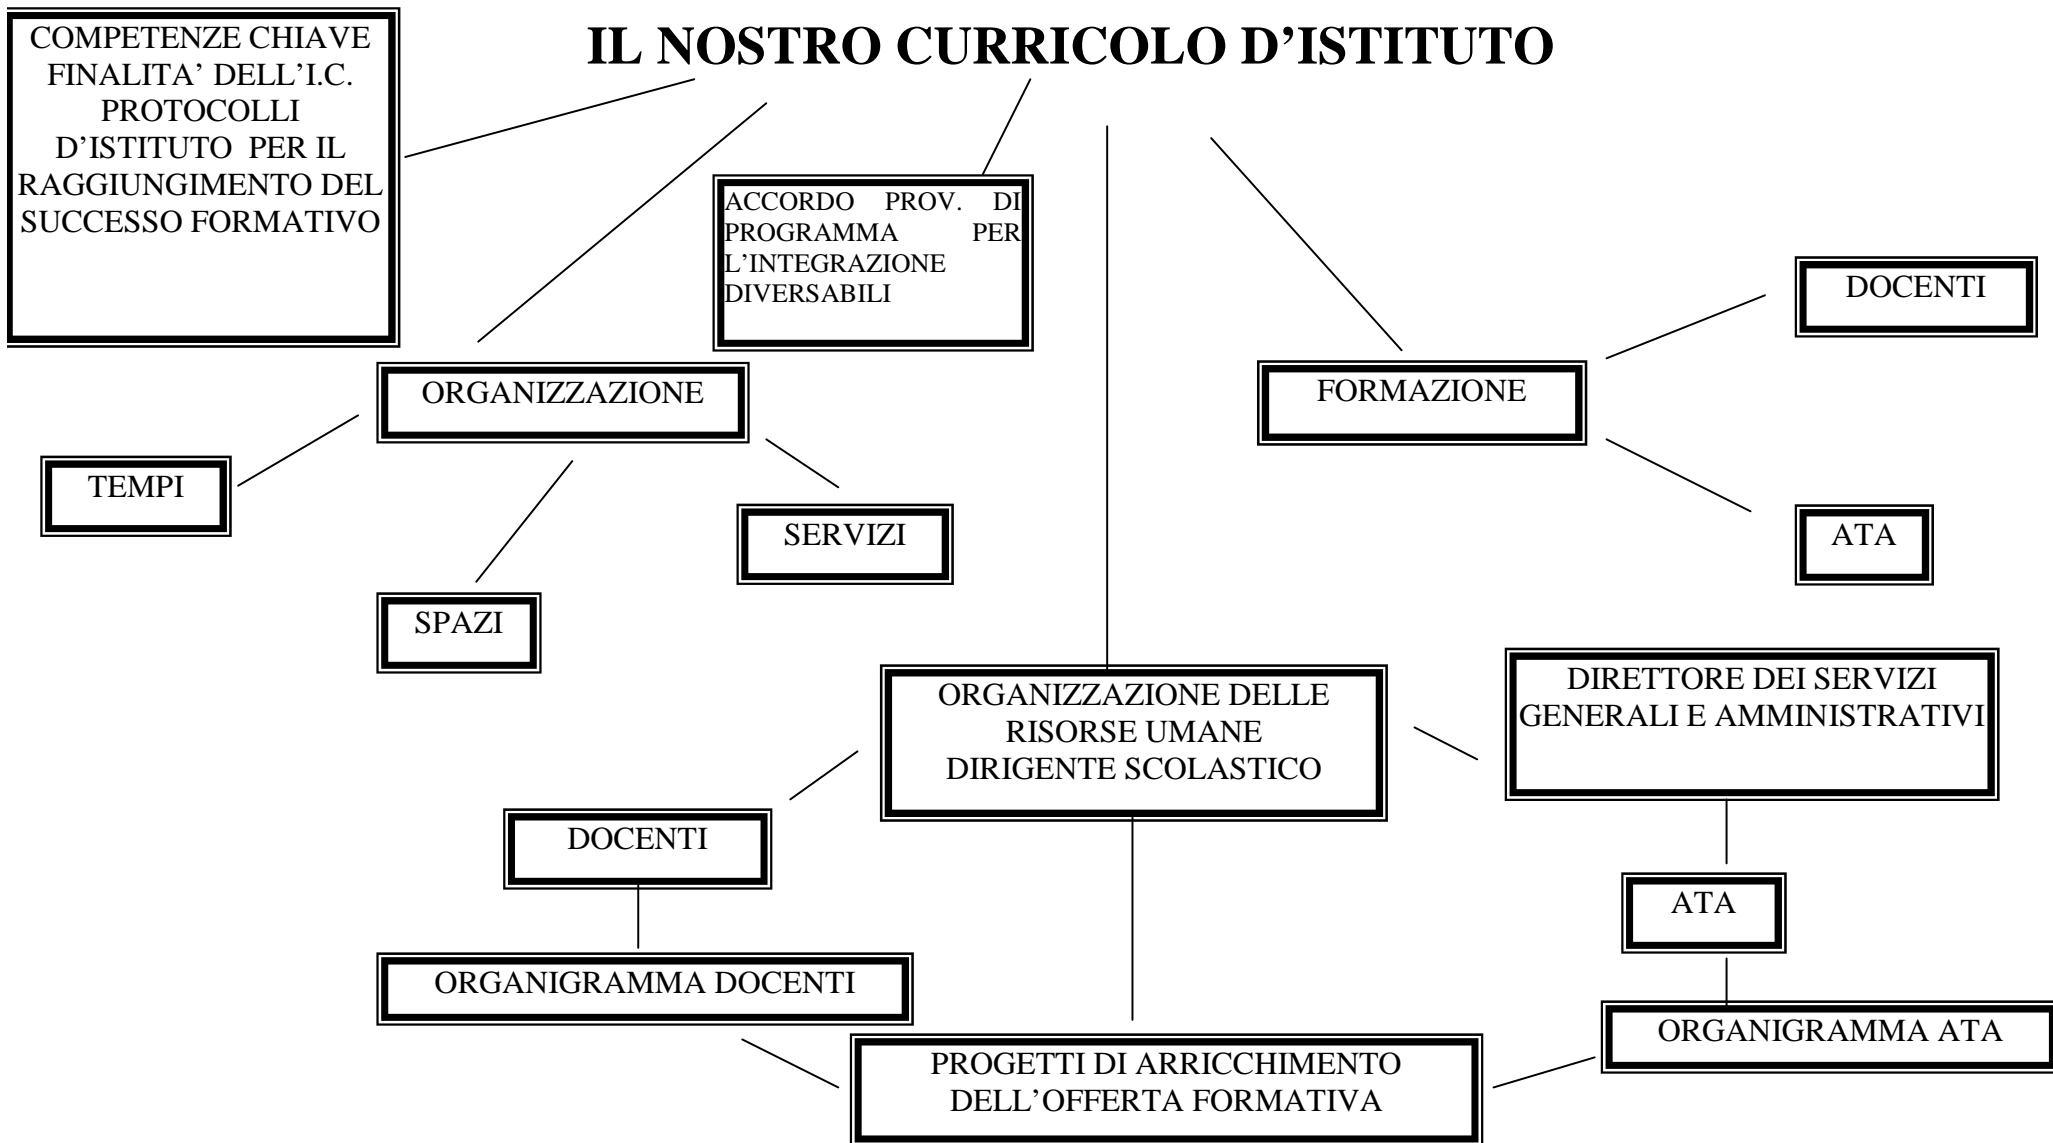 IL NOSTRO CURRICOLO D'ISTITUTO
COMPETENZE CHIAVE
FINALITA’ DELL’I.C.
PROTOCOLLI
D’ISTITUTO PER IL
RAGGIUNGIMENTO DEL
SUCCESSO FORMATIVO
ACCORDO PROV. DI
PROGRAMMA PER
L’INTEGRAZIONE
DIVERSABILI
DOCENTI
ORGANIZZAZIONE
FORMAZIONE
TEMPI
SERVIZI
ATA
SPAZI
ORGANIZZAZIONE DELLE
RISORSE UMANE
DIRIGENTE SCOLASTICO
DIRETTORE DEI SERVIZI
GENERALI E AMMINISTRATIVI
DOCENTI
ATA
ORGANIGRAMMA DOCENTI
ORGANIGRAMMA ATA
PROGETTI DI ARRICCHIMENTO
DELL’OFFERTA FORMATIVA